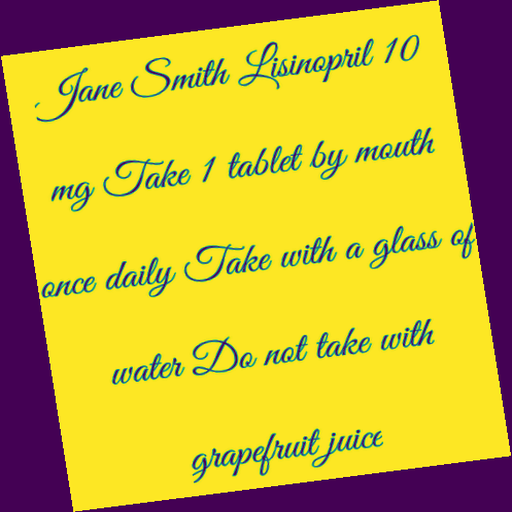 Jane Smith Lisinopril 10
mg Take 1 tablet by mouth
once daily Take with a glass of
water Do not take with
grapefruit juice